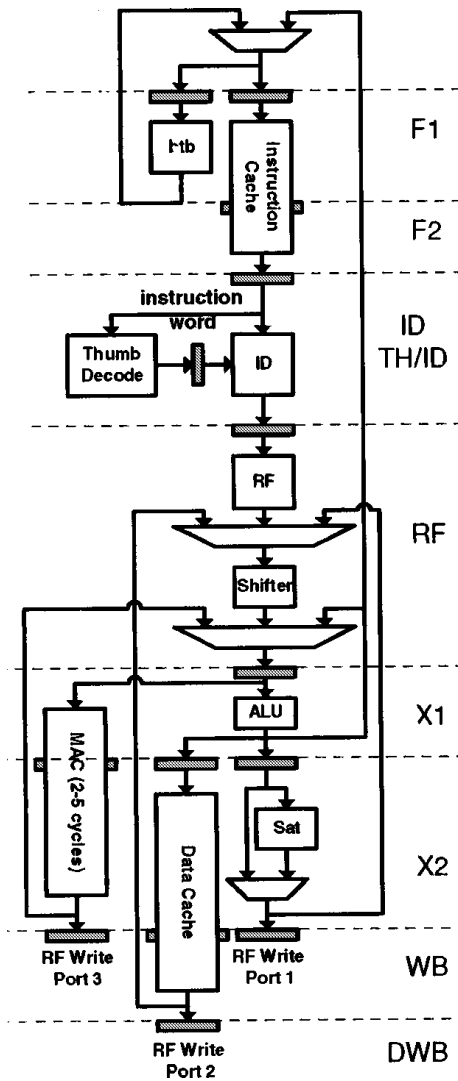 F1
btb
Instruction
Cache
F2
instruction
word
ID
TH/ID
Thumb
Decode
ID
RF
RF
Shifter
ALU
X1
MAC (2-5 cycles)
Sat
Data Cache
X2
RF Write
Port 3
RF Write
Port 1
WB
RF Write
Port 2
DWB